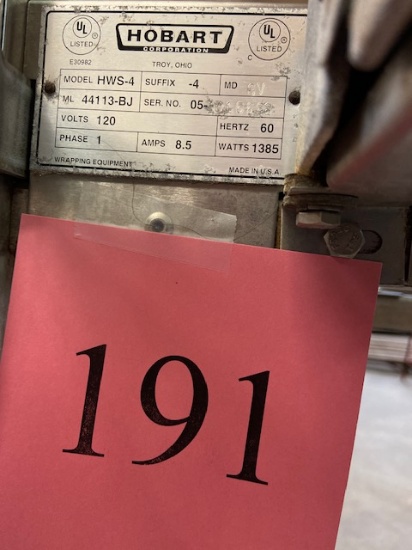 UL HOBART UL
LISTED CORPORATION LISTED
E30982 TROY, OHIO
MODEL HWS-4 SUFFIX -4 MD
ML 44113-BJ SER. NO. 05-
VOLTS 120 HERTZ 60
PHASE 1 AMPS 8.5 WATTS 1385
WRAPPING EQUIPMENT MADE IN U.S.A
191